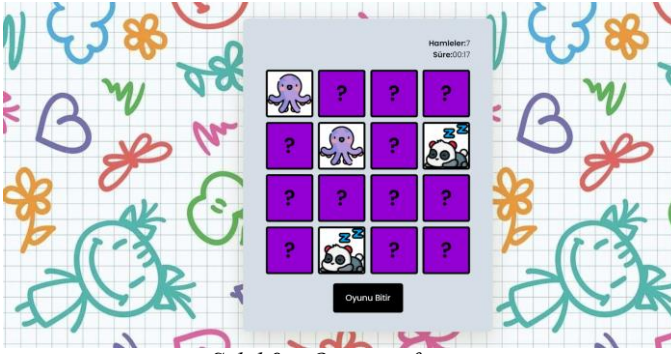 Hamleler:7
Süre:00:17
? ? ?
? ?
? ? ? ?
? ? ?
Oyunu Bitir